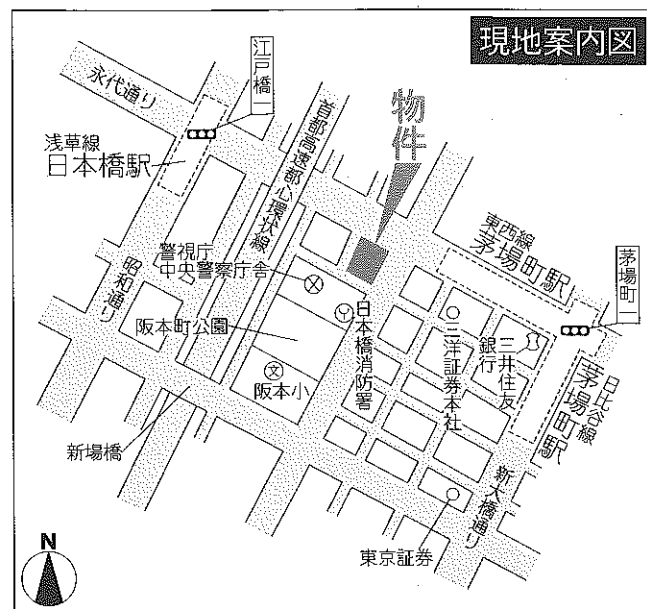 現地案内図
江戸橋一
永代通り
首都高速都心環状線
物件
浅草線
日本橋駅
東西線
茅場町駅
茅場町一
警視庁
中央警察庁舎
昭和通り
阪本町公園
日本橋消防署
三洋証券本社
三井住友
銀行
日比谷線
茅場町駅
阪本小
新場橋
新大橋通り
東京証券
N